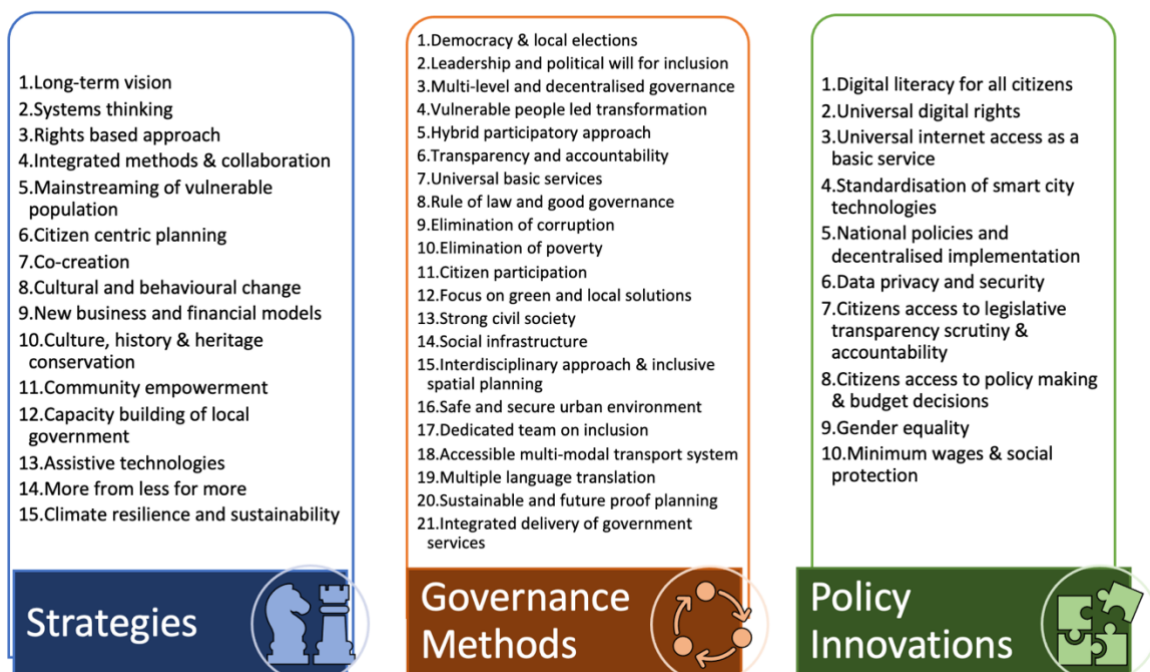 1.Long-term vision
2.Systems thinking
3.Rights based approach
4.Integrated methods & collaboration
5.Mainstreaming of vulnerable
population
6.Citizen centric planning
7.Co-creation
8.Cultural and behavioural change
9.New business and financial models
10.Culture, history & heritage
conservation
11.Community empowerment
12.Capacity building of local
government
13.Assistive technologies
14.More from less for more
15.Climate resilience and sustainability
Strategies
1.Democracy & local elections
2.Leadership and political will for inclusion
3.Multi-level and decentralised governance
4.Vulnerable people led transformation
5.Hybrid participatory approach
6.Transparency and accountability
7.Universal basic services
8.Rule of law and good governance
9.Elimination of corruption
10.Elimination of poverty
11.Citizen participation
12.Focus on green and local solutions
13.Strong civil society
14.Social infrastructure
15.Interdisciplinary approach & inclusive
spatial planning
16.Safe and secure urban environment
17.Dedicated team on inclusion
18.Accessible multi-modal transport system
19.Multiple language translation
20.Sustainable and future proof planning
21.Integrated delivery of government
services
Governance
Methods
1.Digital literacy for all citizens
2.Universal digital rights
3.Universal internet access as a
basic service
4.Standardisation of smart city
technologies
5.National policies and
decentralised implementation
6.Data privacy and security
7.Citizens access to legislative
transparency scrutiny &
accountability
8.Citizens access to policy making
& budget decisions
9.Gender equality
10.Minimum wages & social
protection
Policy
Innovations